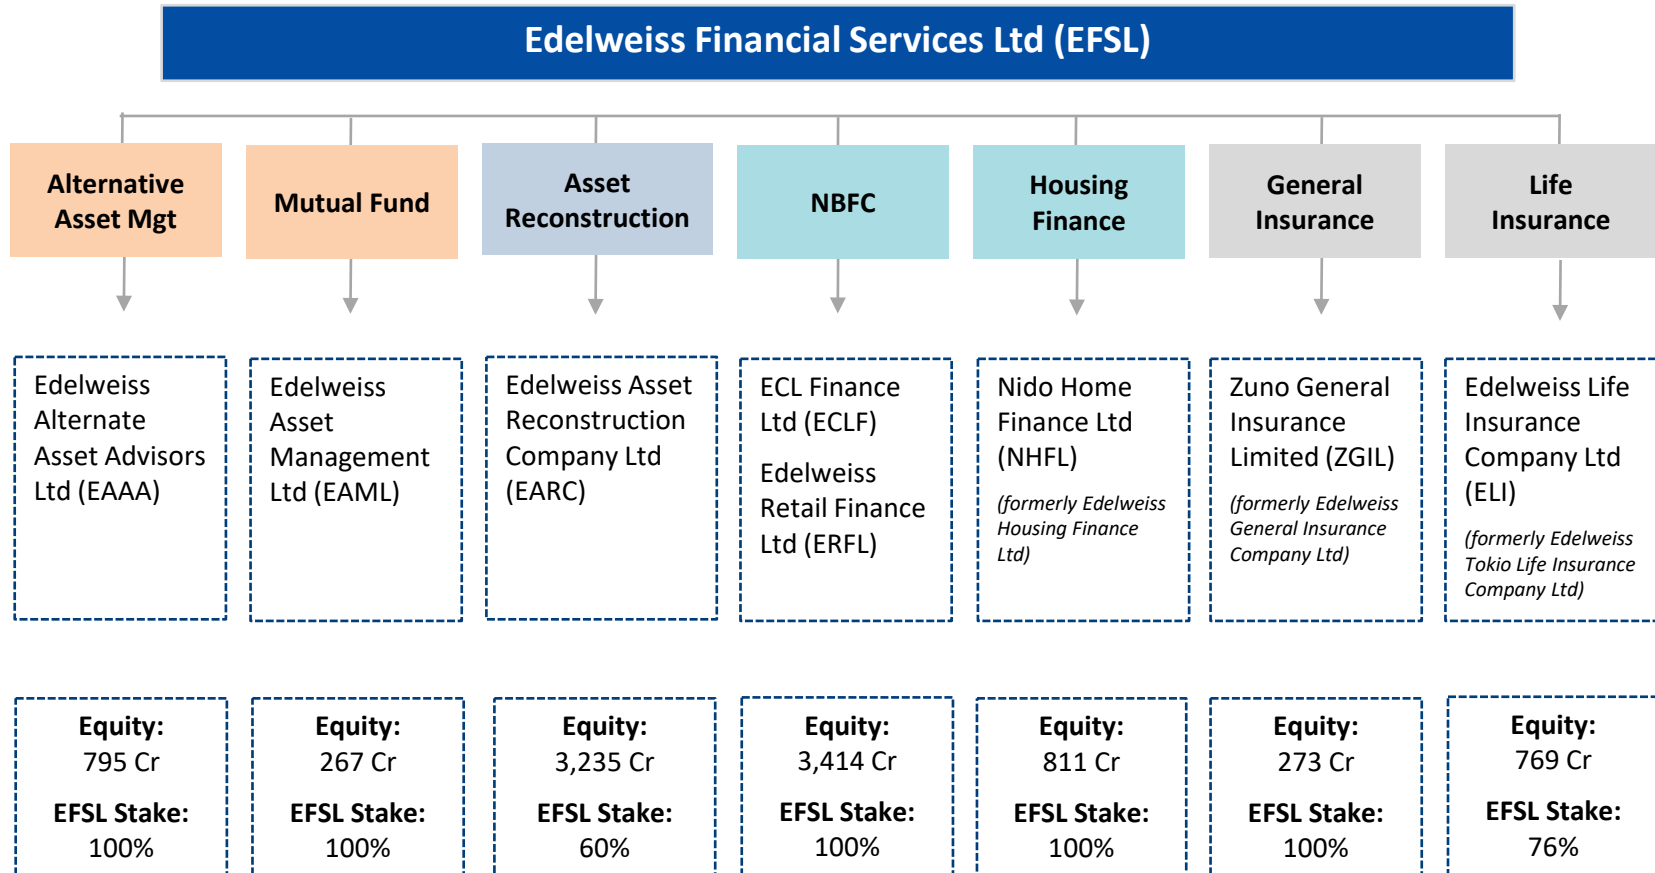 Edelweiss Financial Services Ltd (EFSL)
Alternative
Asset Mgt
Mutual Fund
Asset
Reconstruction
NBFC
Housing
Finance
General
Insurance
Life
Insurance
Edelweiss
Alternate
Asset Advisors
Ltd (EAAA)
Edelweiss
Asset
Management
Ltd (EAML)
Edelweiss Asset
Reconstruction
Company Ltd
(EARC)
ECL Finance
Ltd (ECLF)
Edelweiss
Retail Finance
Ltd (ERFL)
Nido Home
Finance Ltd
(NHFL)
(formerly Edelweiss
Housing Finance
Ltd)
Zuno General
Insurance
Limited (ZGIL)
(formerly Edelweiss
General Insurance
Company Ltd)
Edelweiss Life
Insurance
Company Ltd
(ELI)
(formerly Edelweiss
Tokio Life Insurance
Company Ltd)
Equity:
795 Cr
EFSL Stake:
100%
Equity:
267 Cr
EFSL Stake:
100%
Equity:
3,235 Cr
EFSL Stake:
60%
Equity:
3,414 Cr
EFSL Stake:
100%
Equity:
811 Cr
EFSL Stake:
100%
Equity:
273 Cr
EFSL Stake:
100%
Equity:
769 Cr
EFSL Stake:
76%